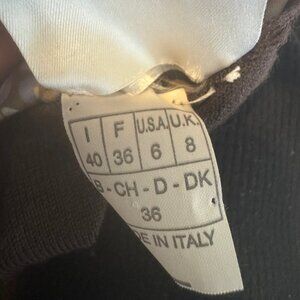 I F U.S.A. U.K.
40 36 6 8
- CH - D - DK
36
IN ITALY